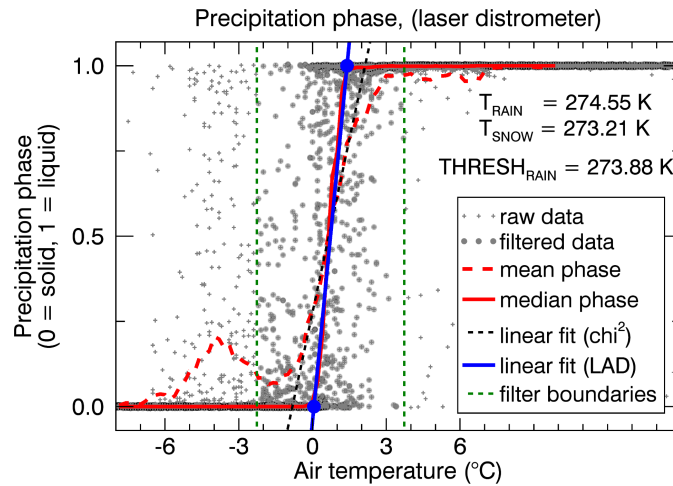 Precipitation phase, (laser distrometer)
Precipitation phase
(0 = solid, 1 = liquid)
1.0
0.5
0.0
T_RAIN = 274.55 K
T_SNOW = 273.21 K
THRESH_RAIN = 273.88 K
raw data
filtered data
mean phase
median phase
linear fit (chi²)
linear fit (LAD)
filter boundaries
-6 -3 0 3 6
Air temperature (°C)